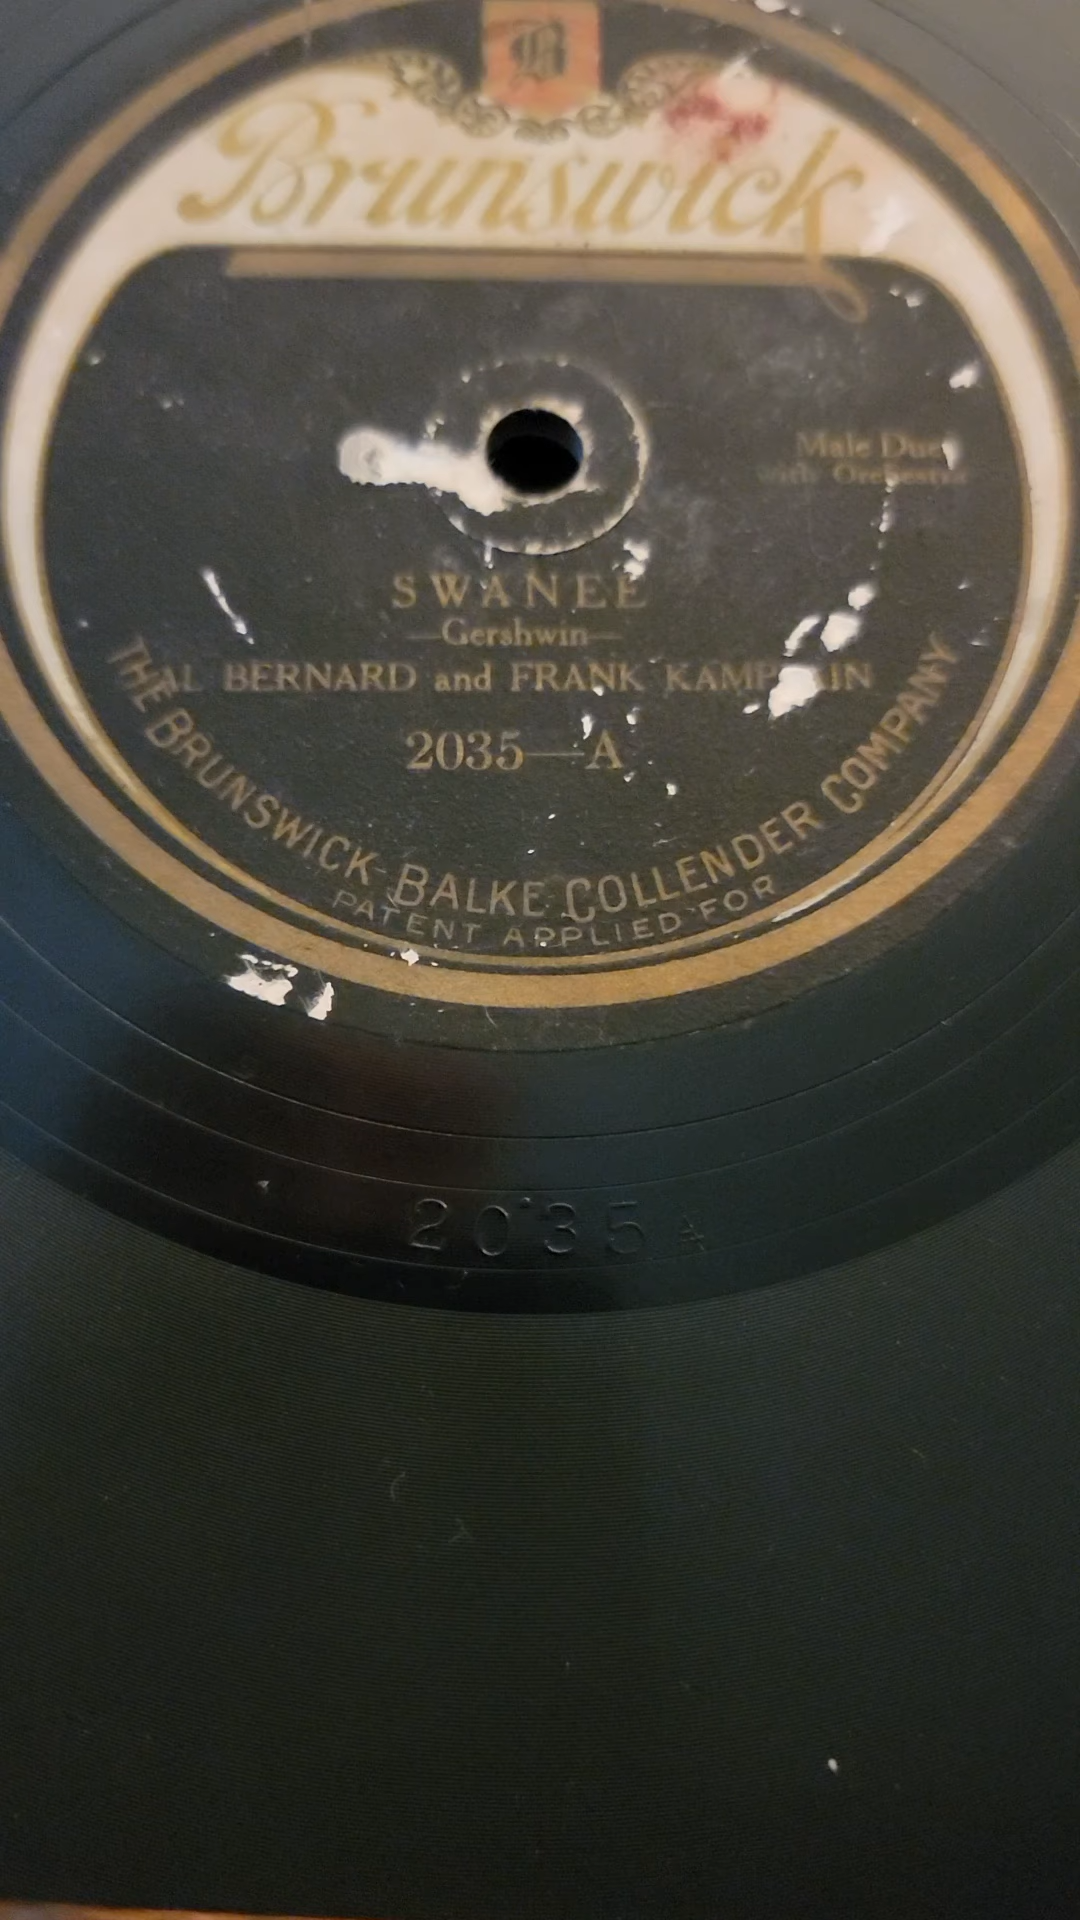 B
Brunswick
Male Duet
with Orchestra
SWANEE
—Gershwin—
AL BERNARD and FRANK
2035—A
THE BRUNSWICK-BALKE COLLENDER COMPANY
PATENT APPLIED FOR
2035 A